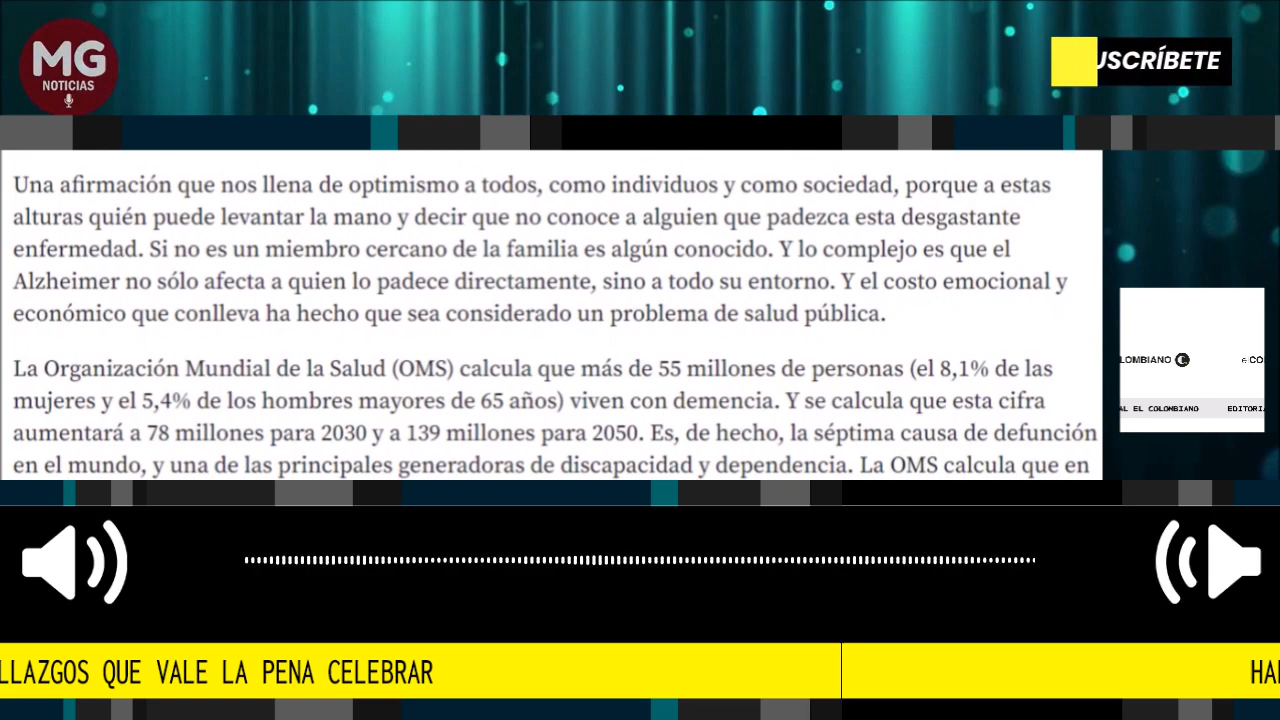 MG
NOTICIAS
USCRÍBETE
Una afirmación que nos llena de optimismo a todos, como individuos y como sociedad, porque a estas
alturas quién puede levantar la mano y decir que no conoce a alguien que padezca esta desgastante
enfermedad. Si no es un miembro cercano de la familia es algún conocido. Y lo complejo es que el
Alzheimer no sólo afecta a quien lo padece directamente, sino a todo su entorno. Y el costo emocional y
económico que conlleva ha hecho que sea considerado un problema de salud pública.
La Organización Mundial de la Salud (OMS) calcula que más de 55 millones de personas (el 8,1% de las
mujeres y el 5,4% de los hombres mayores de 65 años) viven con demencia. Y se calcula que esta cifra
aumentará a 78 millones para 2030 y a 139 millones para 2050. Es, de hecho, la séptima causa de defunción
en el mundo, y una de las principales generadoras de discapacidad y dependencia. La OMS calcula que en
LOMBIANO C e CO
AL EL COLOMBIANO EDITORI
LLAZGOS QUE VALE LA PENA CELEBRAR HA